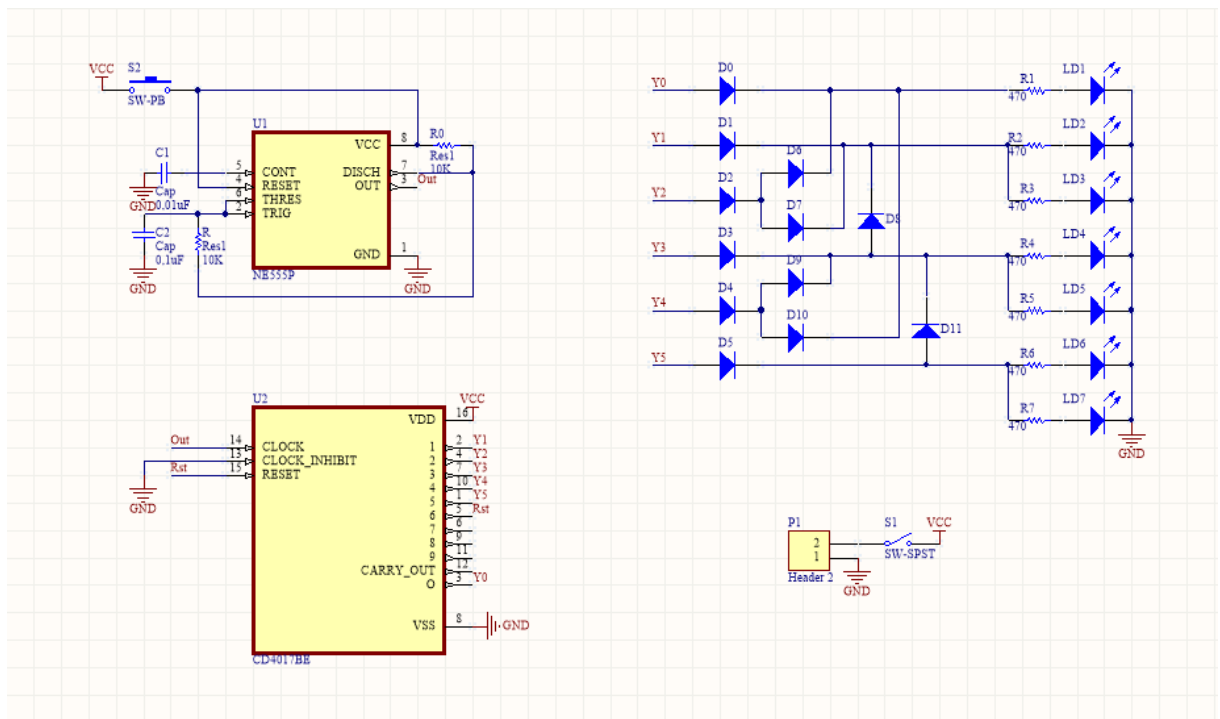 VCC
S2
SW-PB
U1
VCC
8
R0
Res1
10K
C1
Cap
0.01uF
GND
5
CONT
4
RESET
6
THRES
2
TRIG
DISCH
7
OUT
3
Out
C2
Cap
0.1uF
GND
R
Res1
10K
GND
1
GND
NE555P
Y0
D0
R1
470
LD1
Y1
D1
R2
470
LD2
D6
Y2
D2
R3
470
LD3
D7
D8
Y3
D3
R4
470
LD4
D9
Y4
D4
R5
470
LD5
D10
D11
Y5
D5
R6
470
LD6
R7
470
LD7
GND
U2
VCC
VDD
16
Out
14
CLOCK
13
CLOCK_INHIBIT
Rst
15
RESET
GND
1
2
Y1
2
4
Y2
3
7
Y3
4
10
Y4
5
1
Y5
6
5
Rst
7
6
8
9
9
11
CARRY_OUT
12
O
3
Y0
VSS
8
GND
CD4017BE
P1
2
1
Header 2
S1
SW-SPST
VCC
GND